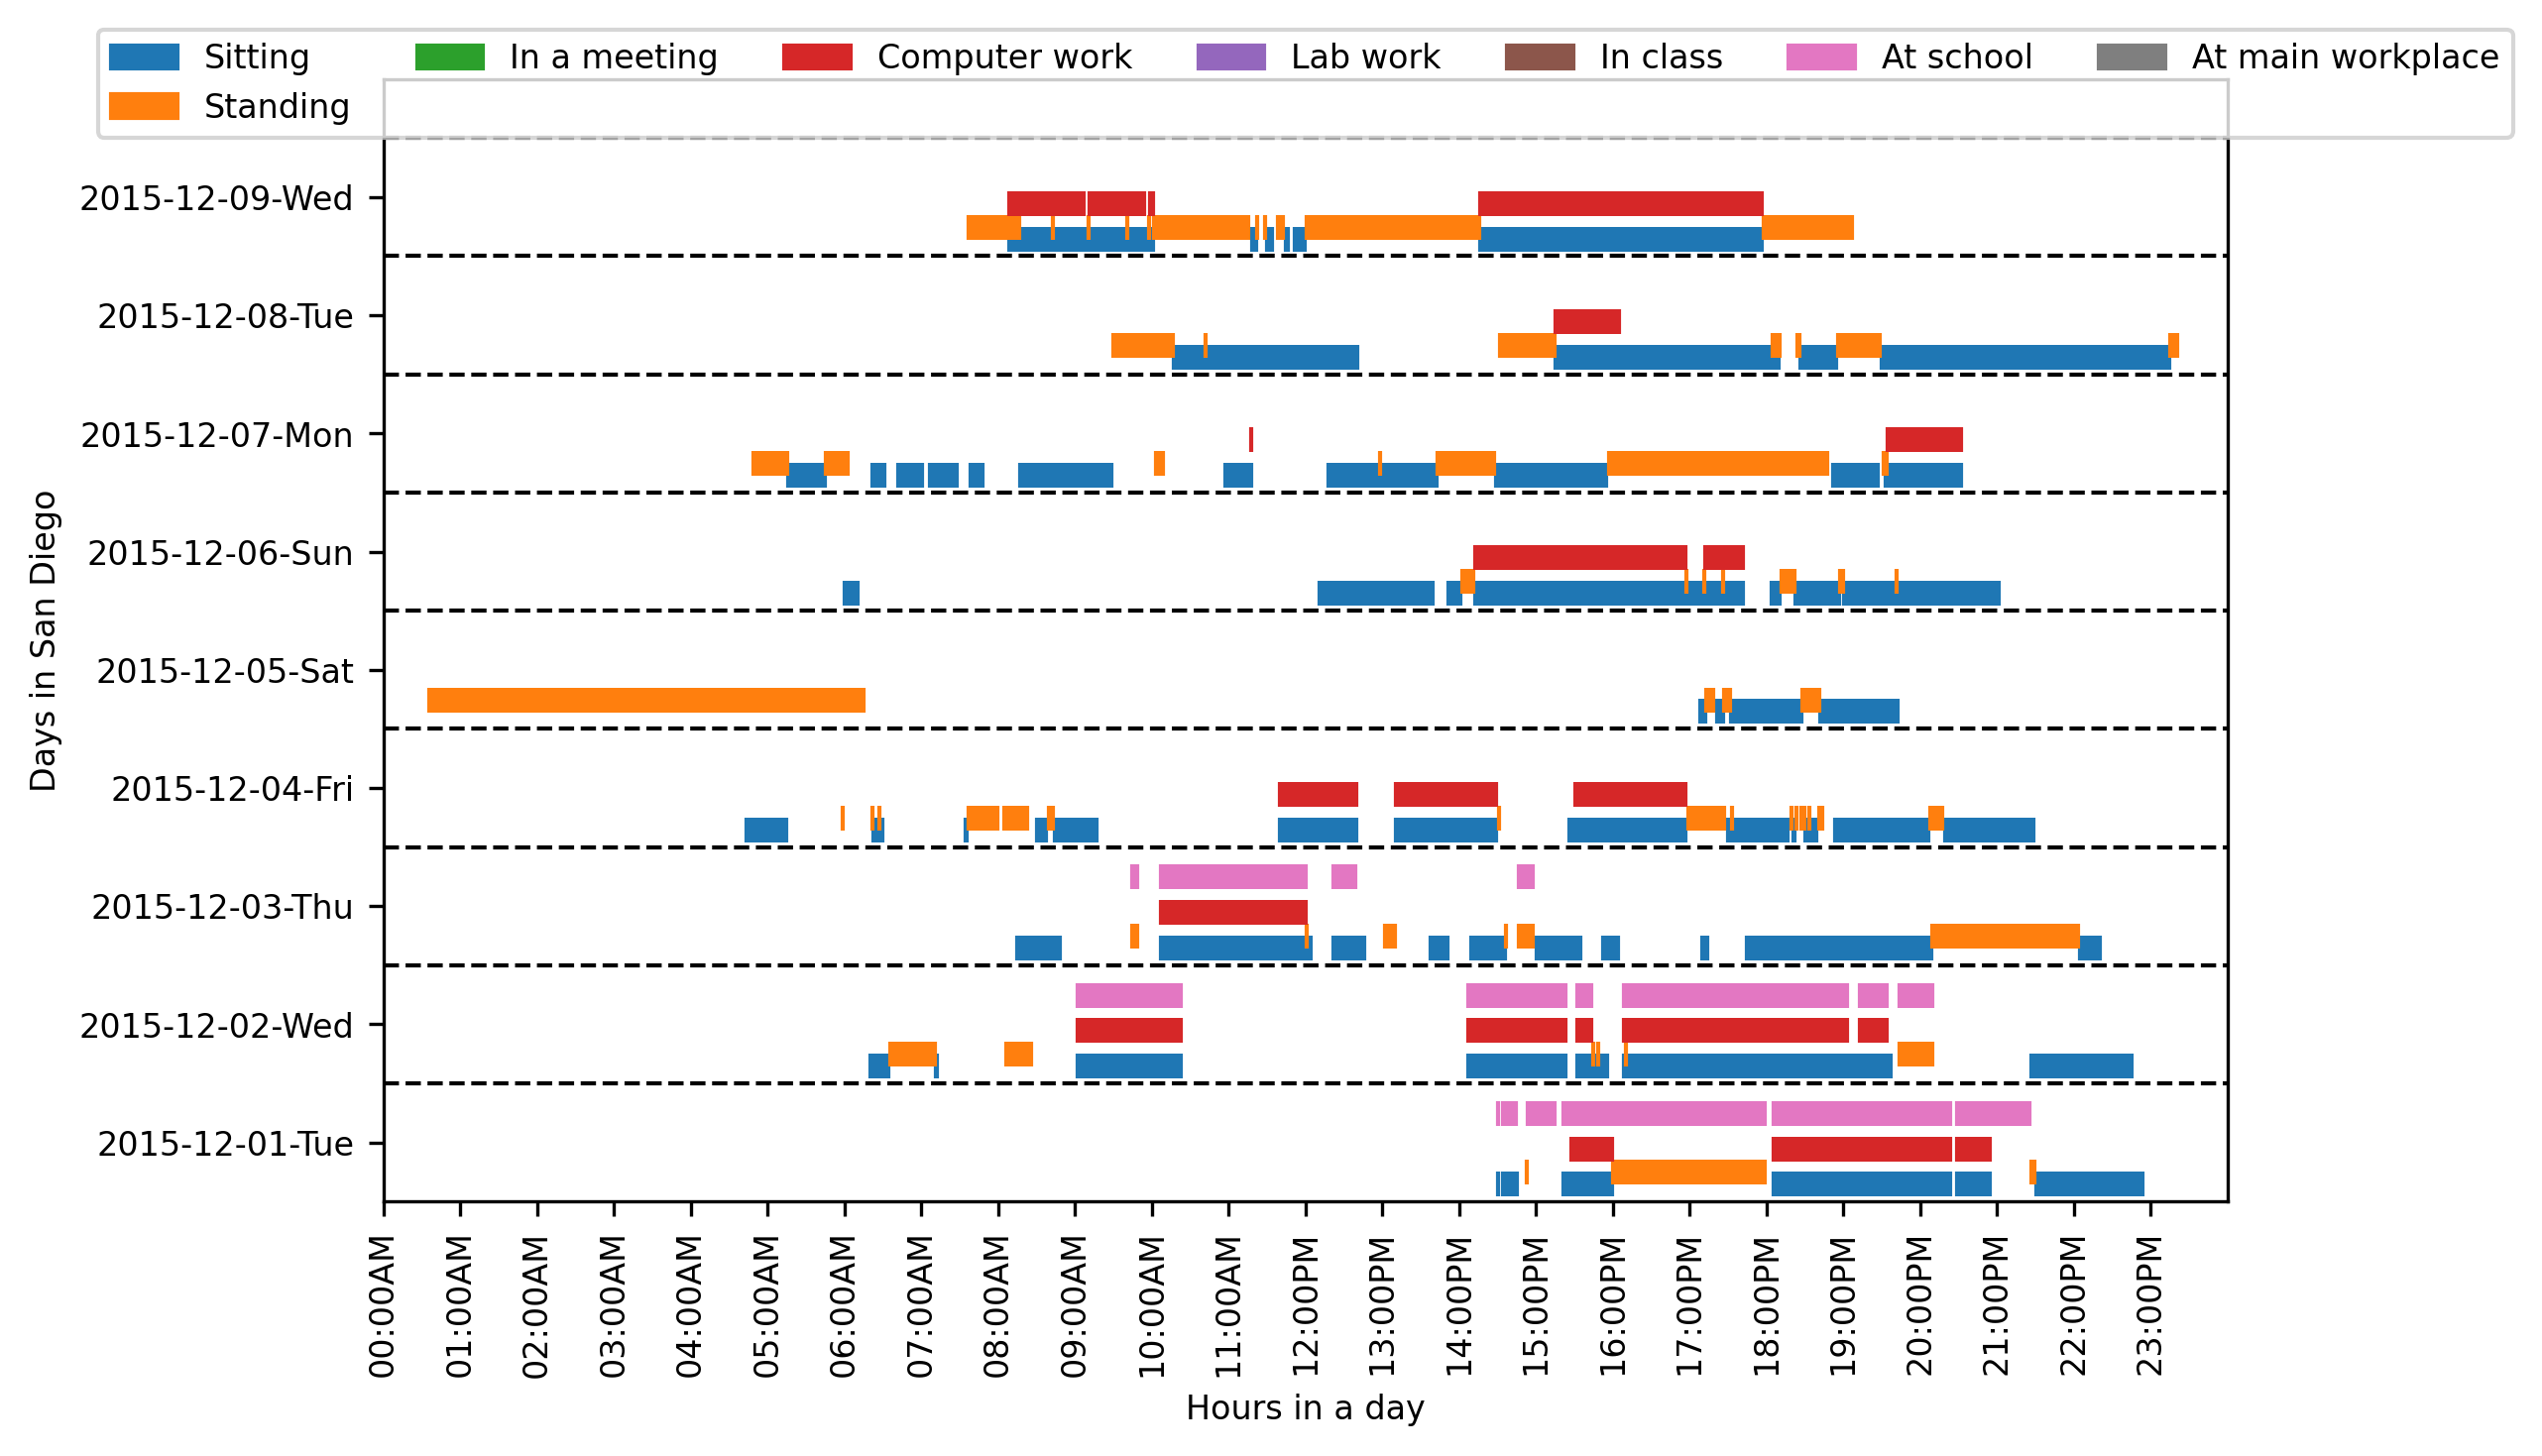 Sitting In a meeting Computer work Lab work In class At school At main workplace
Standing
Days in San Diego
2015-12-09-Wed
2015-12-08-Tue
2015-12-07-Mon
2015-12-06-Sun
2015-12-05-Sat
2015-12-04-Fri
2015-12-03-Thu
2015-12-02-Wed
2015-12-01-Tue
00:00AM 01:00AM 02:00AM 03:00AM 04:00AM 05:00AM 06:00AM 07:00AM 08:00AM 09:00AM 10:00AM 11:00AM 12:00PM 13:00PM 14:00PM 15:00PM 16:00PM 17:00PM 18:00PM 19:00PM 20:00PM 21:00PM 22:00PM 23:00PM
Hours in a day